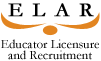 ELAR
Educator Licensure
and Recruitment